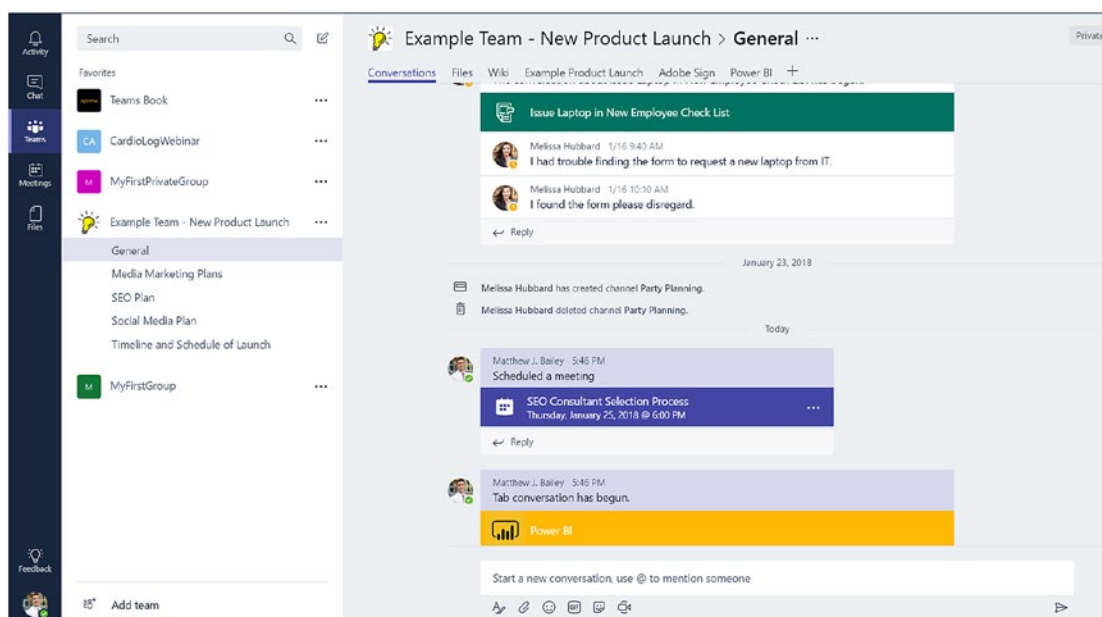 Activity
Chat
Teams
Meetings
Files
Feedback
Search
Favorites
Teams Book
CA
CardioLogWebinar
M
MyFirstPrivateGroup
Example Team - New Product Launch
General
Media Marketing Plans
SEO Plan
Social Media Plan
Timeline and Schedule of Launch
M
MyFirstGroup
Add team
Example Team - New Product Launch > General ...
Private
Conversations Files Wiki Example Product Launch Adobe Sign Power BI +
Issue Laptop in New Employee Check List
Melissa Hubbard 1/16 9:40 AM
I had trouble finding the form to request a new laptop from IT.
Melissa Hubbard 1/16 10:10 AM
I found the form please disregard.
Reply
January 23, 2018
Melissa Hubbard has created channel Party Planning.
Melissa Hubbard deleted channel Party Planning.
Today
Matthew J. Bailey 5:46 PM
Scheduled a meeting
SEO Consultant Selection Process
Thursday, January 25, 2018 @ 6:00 PM
Reply
Matthew J. Bailey 5:46 PM
Tab conversation has begun.
Power BI
Start a new conversation, use @ to mention someone
GIF